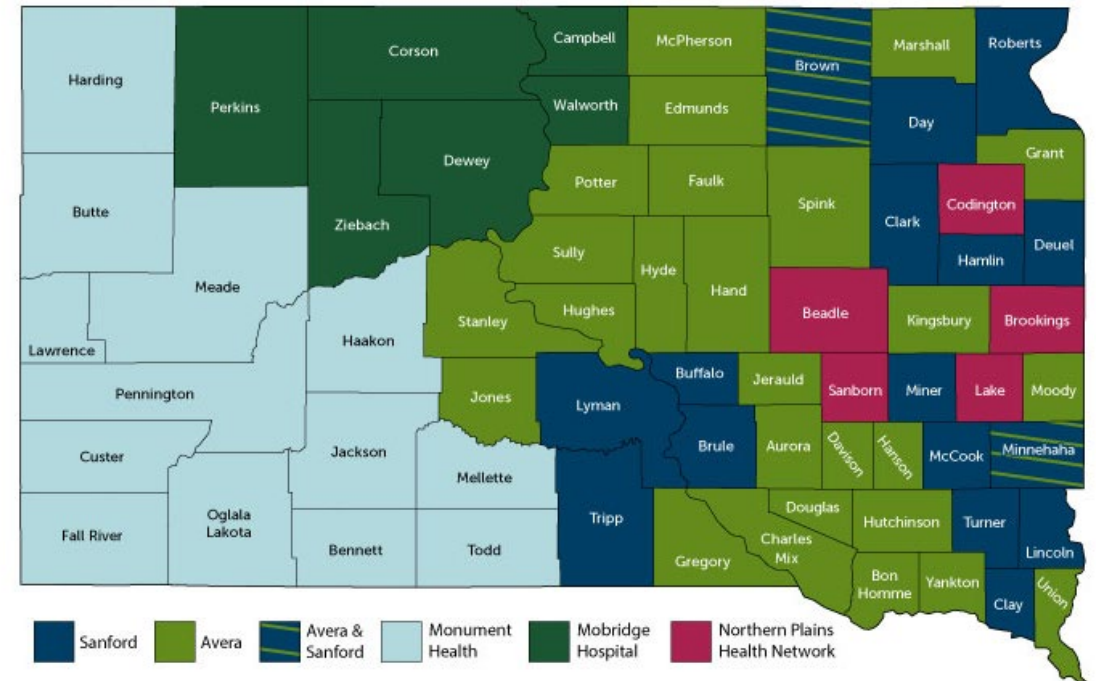 Harding
Perkins
Corson
Campbell
McPherson
Brown
Marshall
Roberts
Walworth
Edmunds
Day
Dewey
Grant
Butte
Ziebach
Potter
Faulk
Spink
Clark
Codington
Deuel
Hamlin
Meade
Sully
Hyde
Hand
Stanley
Hughes
Beadle
Kingsbury
Brookings
Lawrence
Haakon
Pennington
Jones
Lyman
Buffalo
Jerauld
Sanborn
Miner
Lake
Moody
Custer
Jackson
Mellette
Brule
Aurora
Davison
Hanson
McCook
Minnehaha
Fall River
Oglala
Lakota
Bennett
Todd
Tripp
Gregory
Charles
Mix
Douglas
Hutchinson
Turner
Lincoln
Bon
Homme
Yankton
Clay
Union
Sanford
Avera
Avera &
Sanford
Monument
Health
Mobridge
Hospital
Northern Plains
Health Network